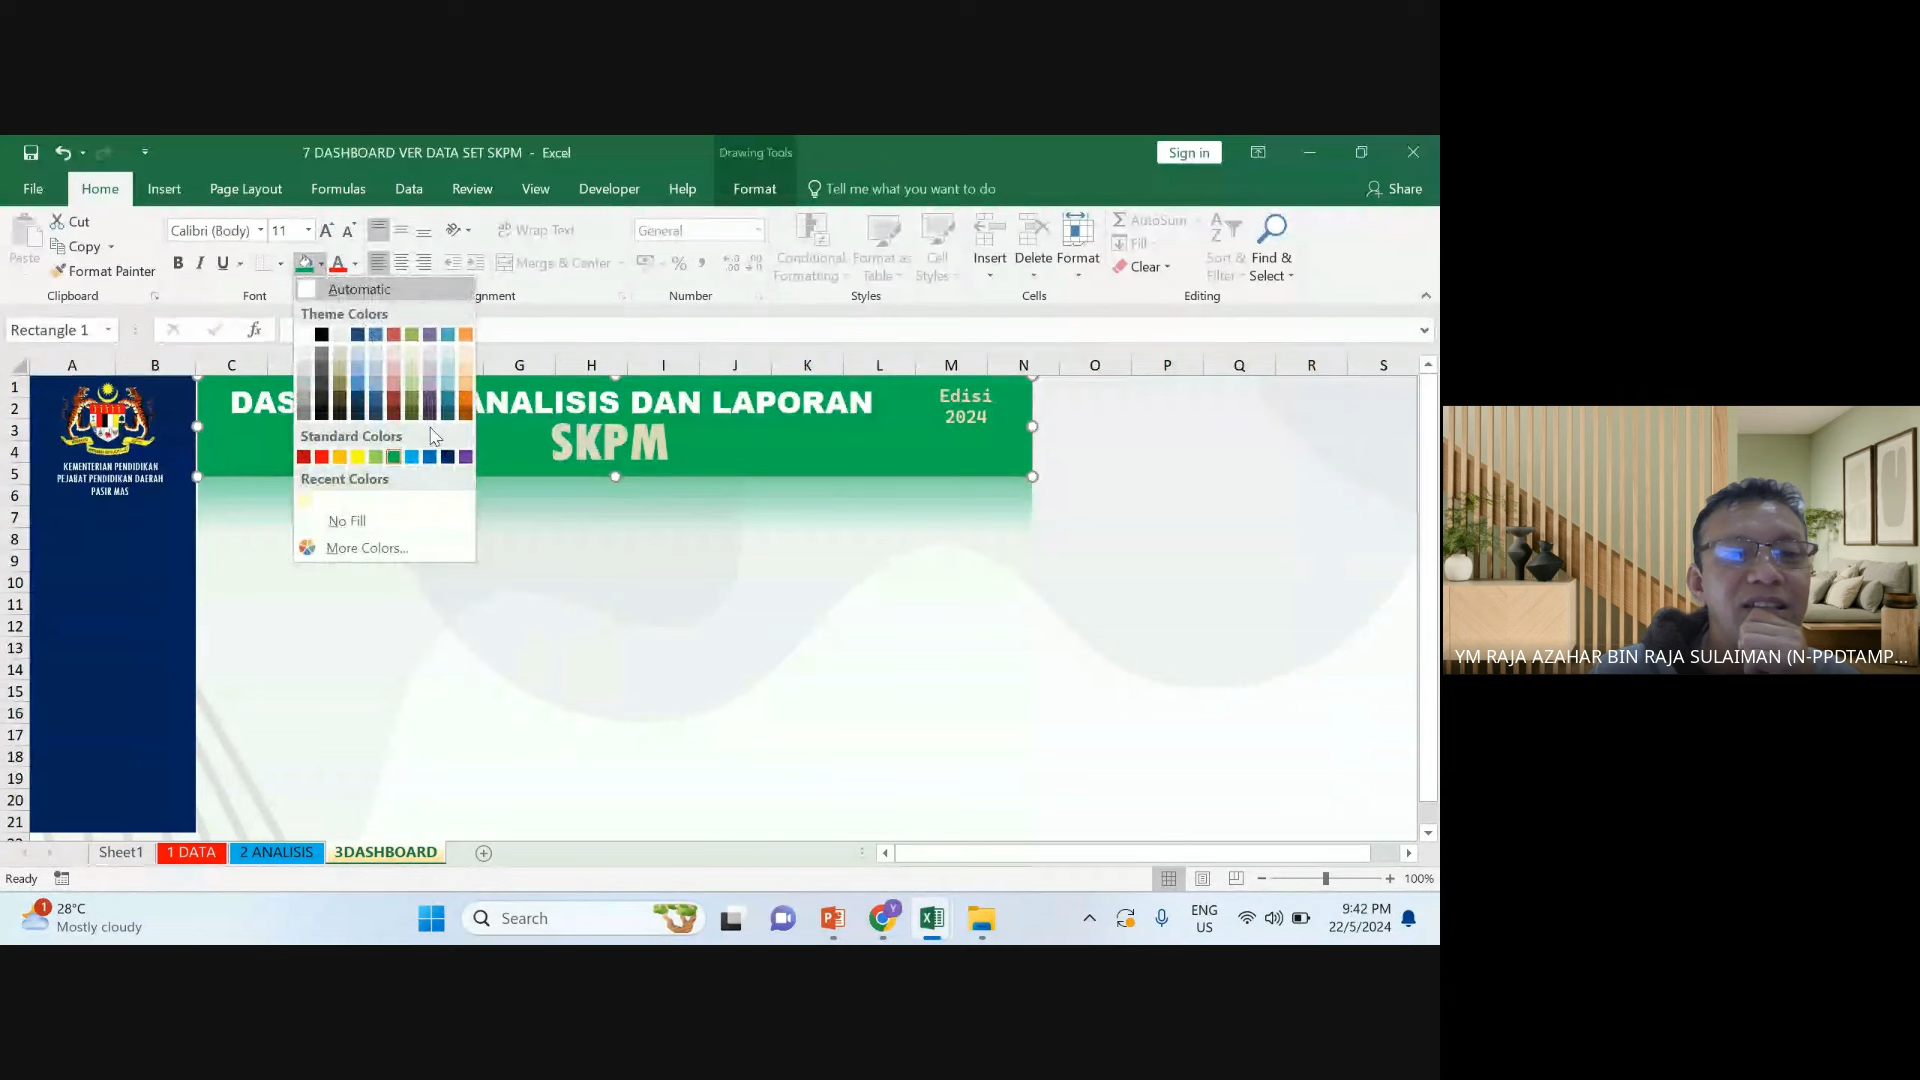 7 DASHBOARD VER DATA SET SKPM - Excel
Drawing Tools
Sign in
File Home Insert Page Layout Formulas Data Review View Developer Help Format Tell me what you want to do Share
Cut
Copy
Format Painter
Paste
Clipboard
Calibri (Body) 11
B I U
Font
Wrap Text
Merge & Center
General
Number
Conditional Formatting
Format as Table
Cell Styles
Styles
Insert Delete Format
Cells
AutoSum
Fill
Clear
Sort & Filter
Find & Select
Editing
Automatic
Theme Colors
Standard Colors
Recent Colors
No Fill
More Colors...
Rectangle 1
fx
A B C G H I J K L M N O P Q R S
1
2
3
4
5
6
7
8
9
10
11
12
13
14
15
16
17
18
19
20
21
KEMENTERIAN PENDIDIKAN
PEJABAT PENDIDIKAN DAERAH
PASIR MAS
DAS NALISIS DAN LAPORAN
SKPM
Edisi
2024
Sheet1 1 DATA 2 ANALISIS 3DASHBOARD
Ready
100%
1
28°C
Mostly cloudy
Search
Y
ENG
US
9:42 PM
22/5/2024
YM RAJA AZAHAR BIN RAJA SULAIMAN (N-PPDTAMP...